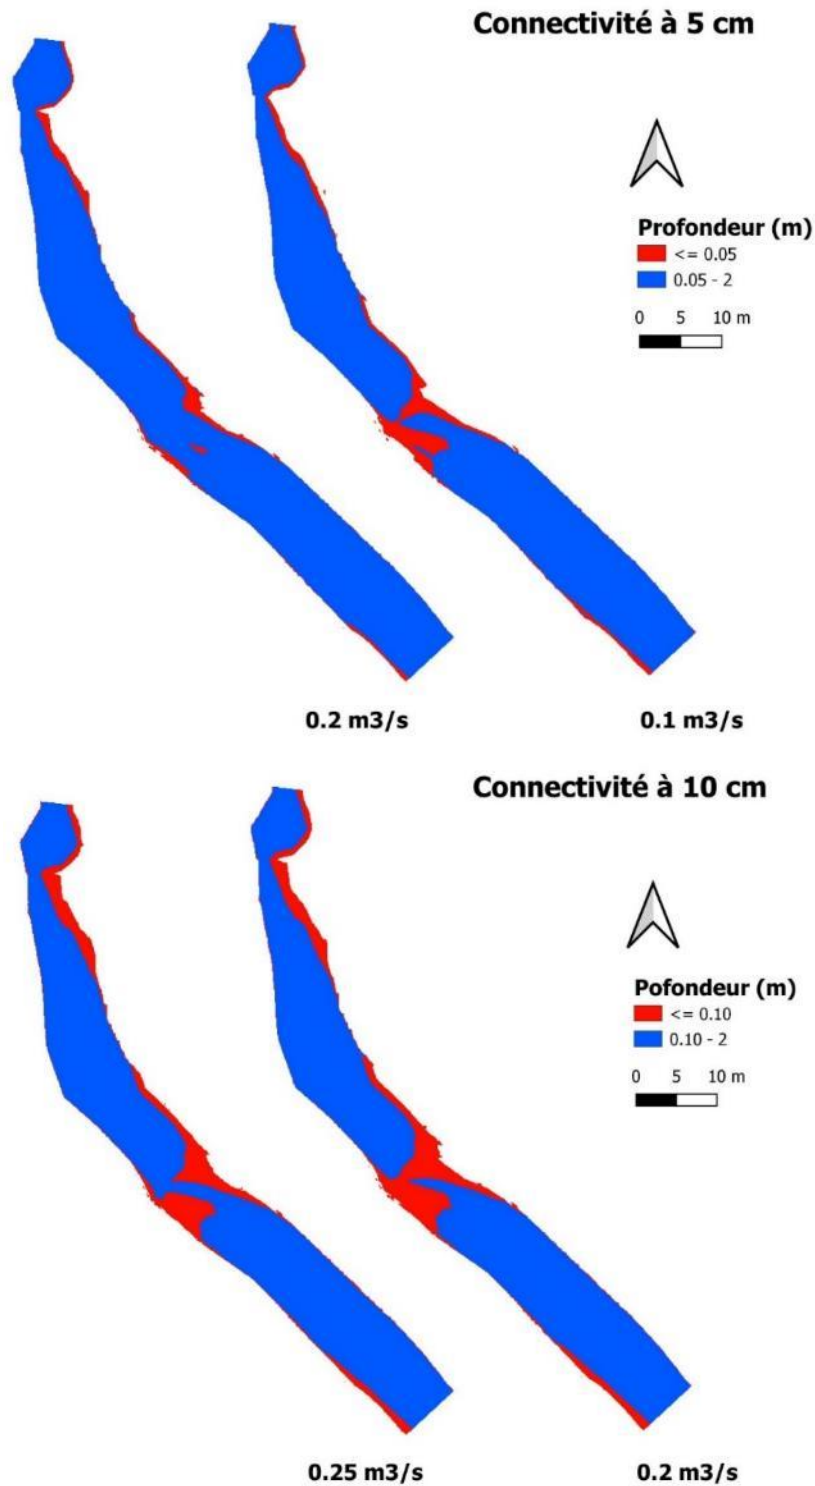 Connectivité à 5 cm
Profondeur (m)
<= 0.05
0.05 - 2
0 5 10 m
0.2 m3/s 0.1 m3/s
Connectivité à 10 cm
Pofondeur (m)
<= 0.10
0.10 - 2
0 5 10 m
0.25 m3/s 0.2 m3/s